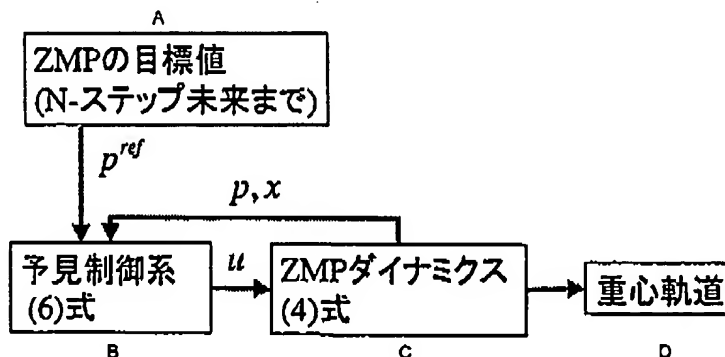 A
ZMPの目標値
(N-ステップ未来まで)
p^{ref}
p, x
予見制御系
(6)式
u
ZMPダイナミクス
(4)式
重心軌道
B
C
D